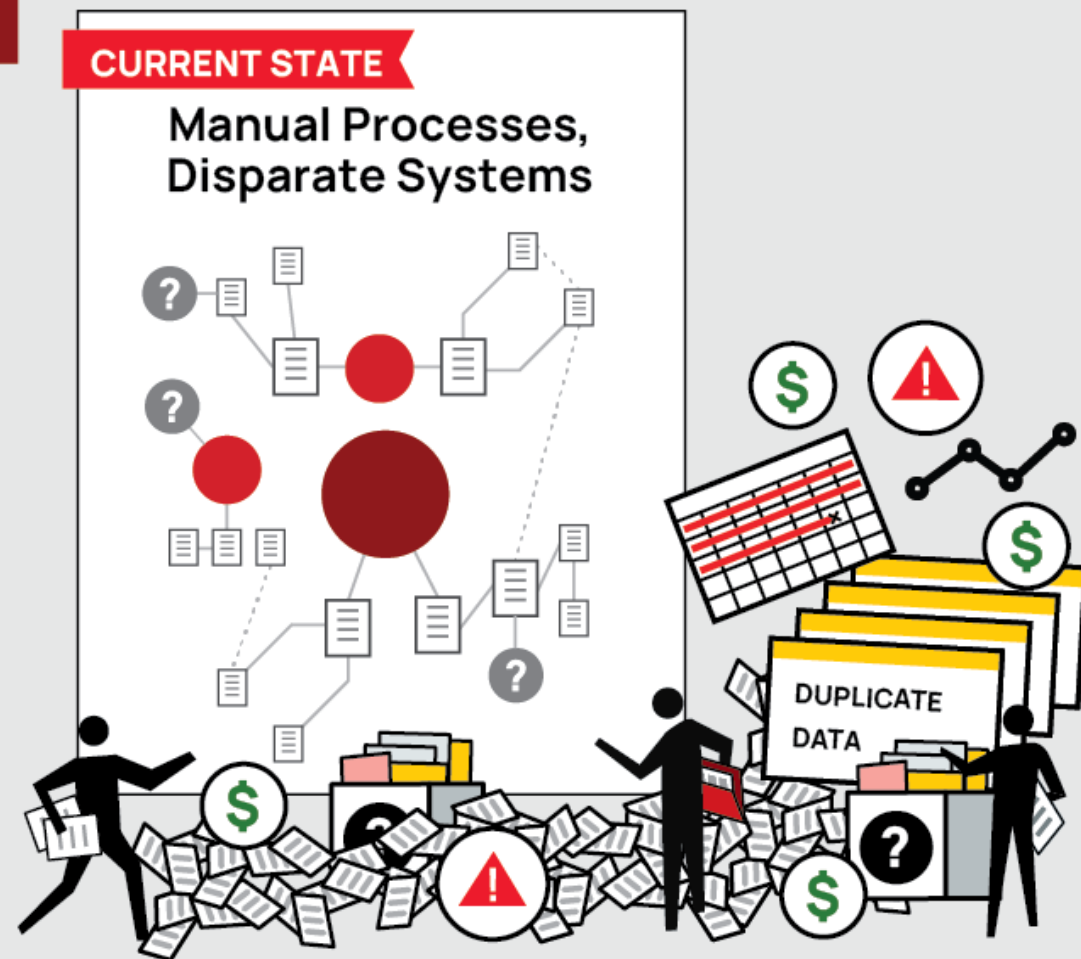 CURRENT STATE
Manual Processes,
Disparate Systems
?
?
?
$
!
$
DUPLICATE
DATA
$
?
?
!
$